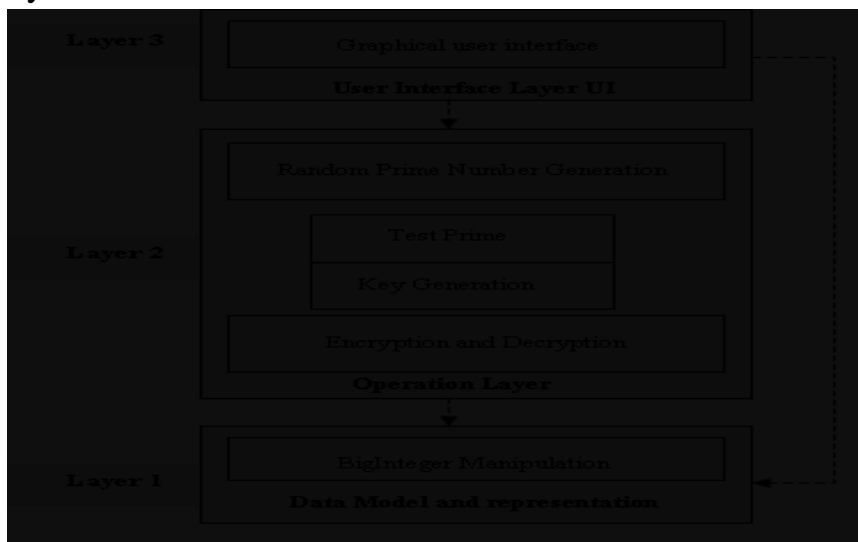 Layer 3
Graphical user interface
User Interface Layer UI
Random Prime Number Generation
Test Prime
Layer 2
Key Generation
Encryption and Decryption
Operation Layer
BigInteger Manipulation
Layer 1
Data Model and representation